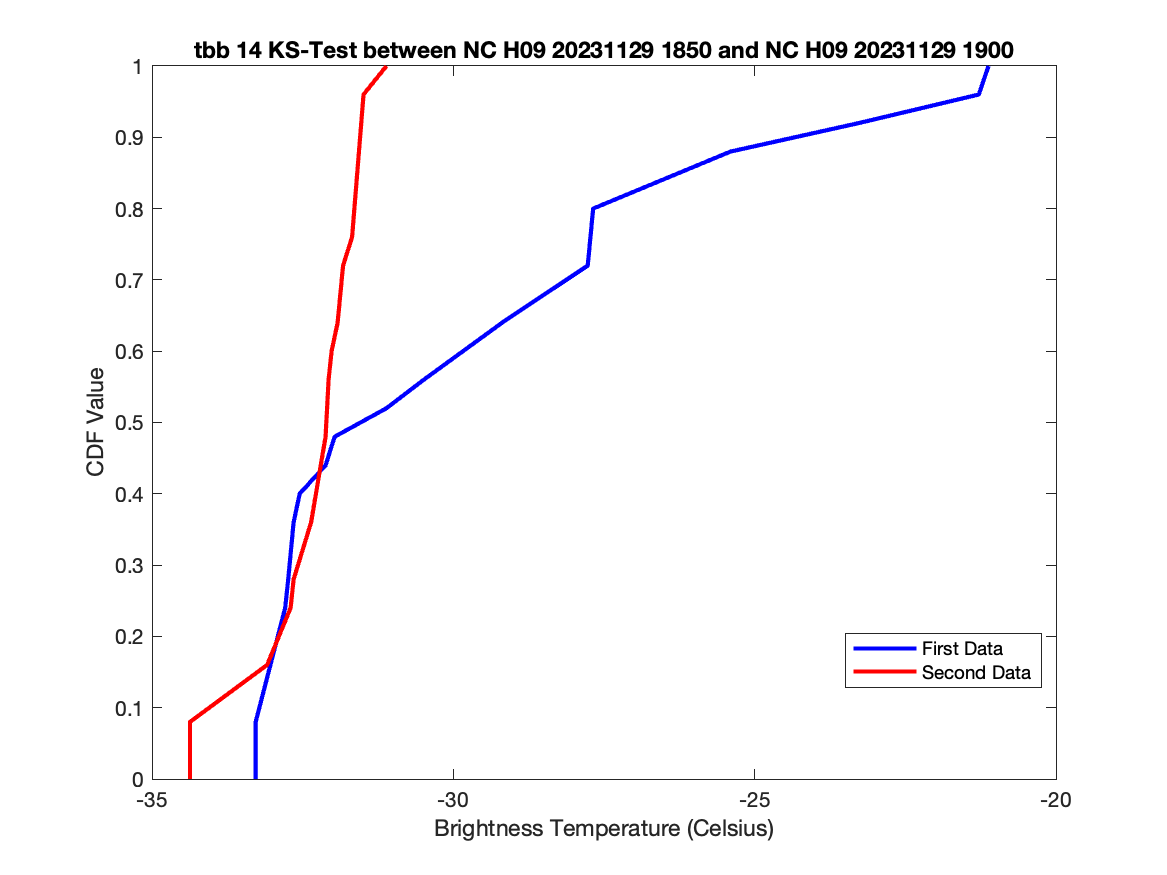 tbb 14 KS-Test between NC H09 20231129 1850 and NC H09 20231129 1900
1
0.9
0.8
0.7
0.6
0.5
0.4
0.3
0.2
0.1
0
CDF Value
First Data
Second Data
-35 -30 -25 -20
Brightness Temperature (Celsius)